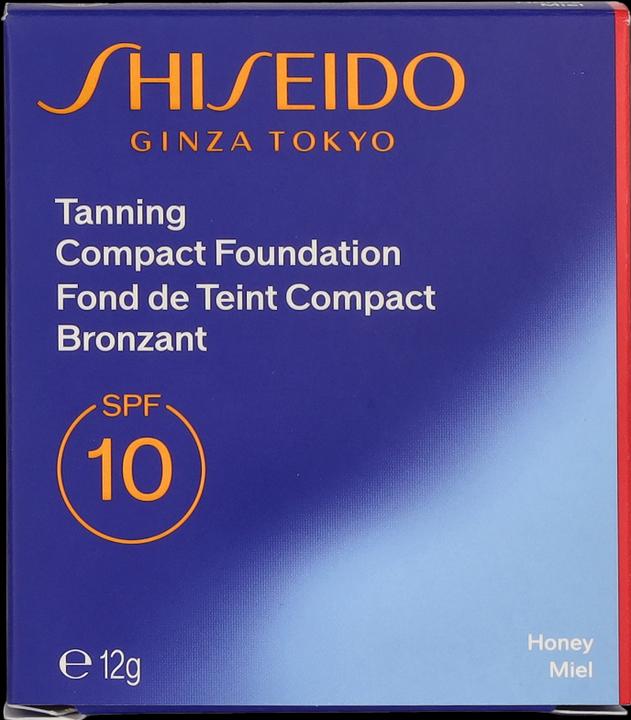 SHISEIDO
GINZA TOKYO
Tanning
Compact Foundation
Fond de Teint Compact
Bronzant
SPF
10
℮ 12g
Honey
Miel